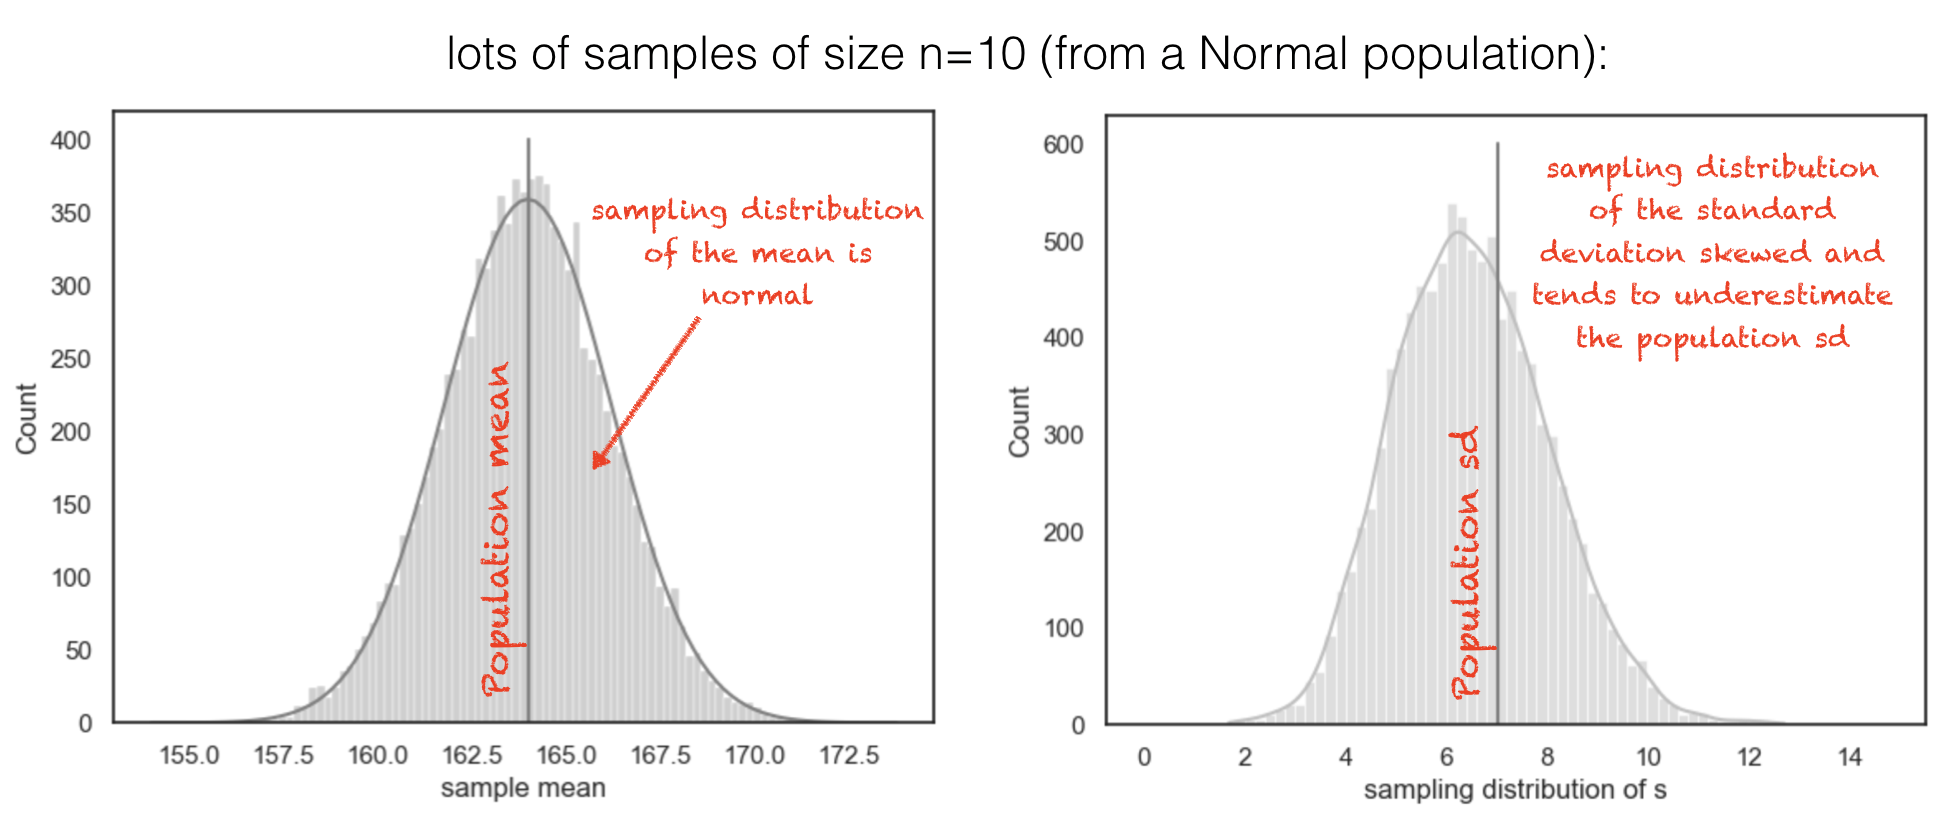 lots of samples of size n=10 (from a Normal population):
400
350
300
250
200
150
100
50
0
Count
155.0 157.5 160.0 162.5 165.0 167.5 170.0 172.5
sample mean
Population mean
sampling distribution
of the mean is
normal
600
500
400
300
200
100
0
Count
0 2 4 6 8 10 12 14
sampling distribution of s
Population sd
sampling distribution
of the standard
deviation skewed and
tends to underestimate
the population sd